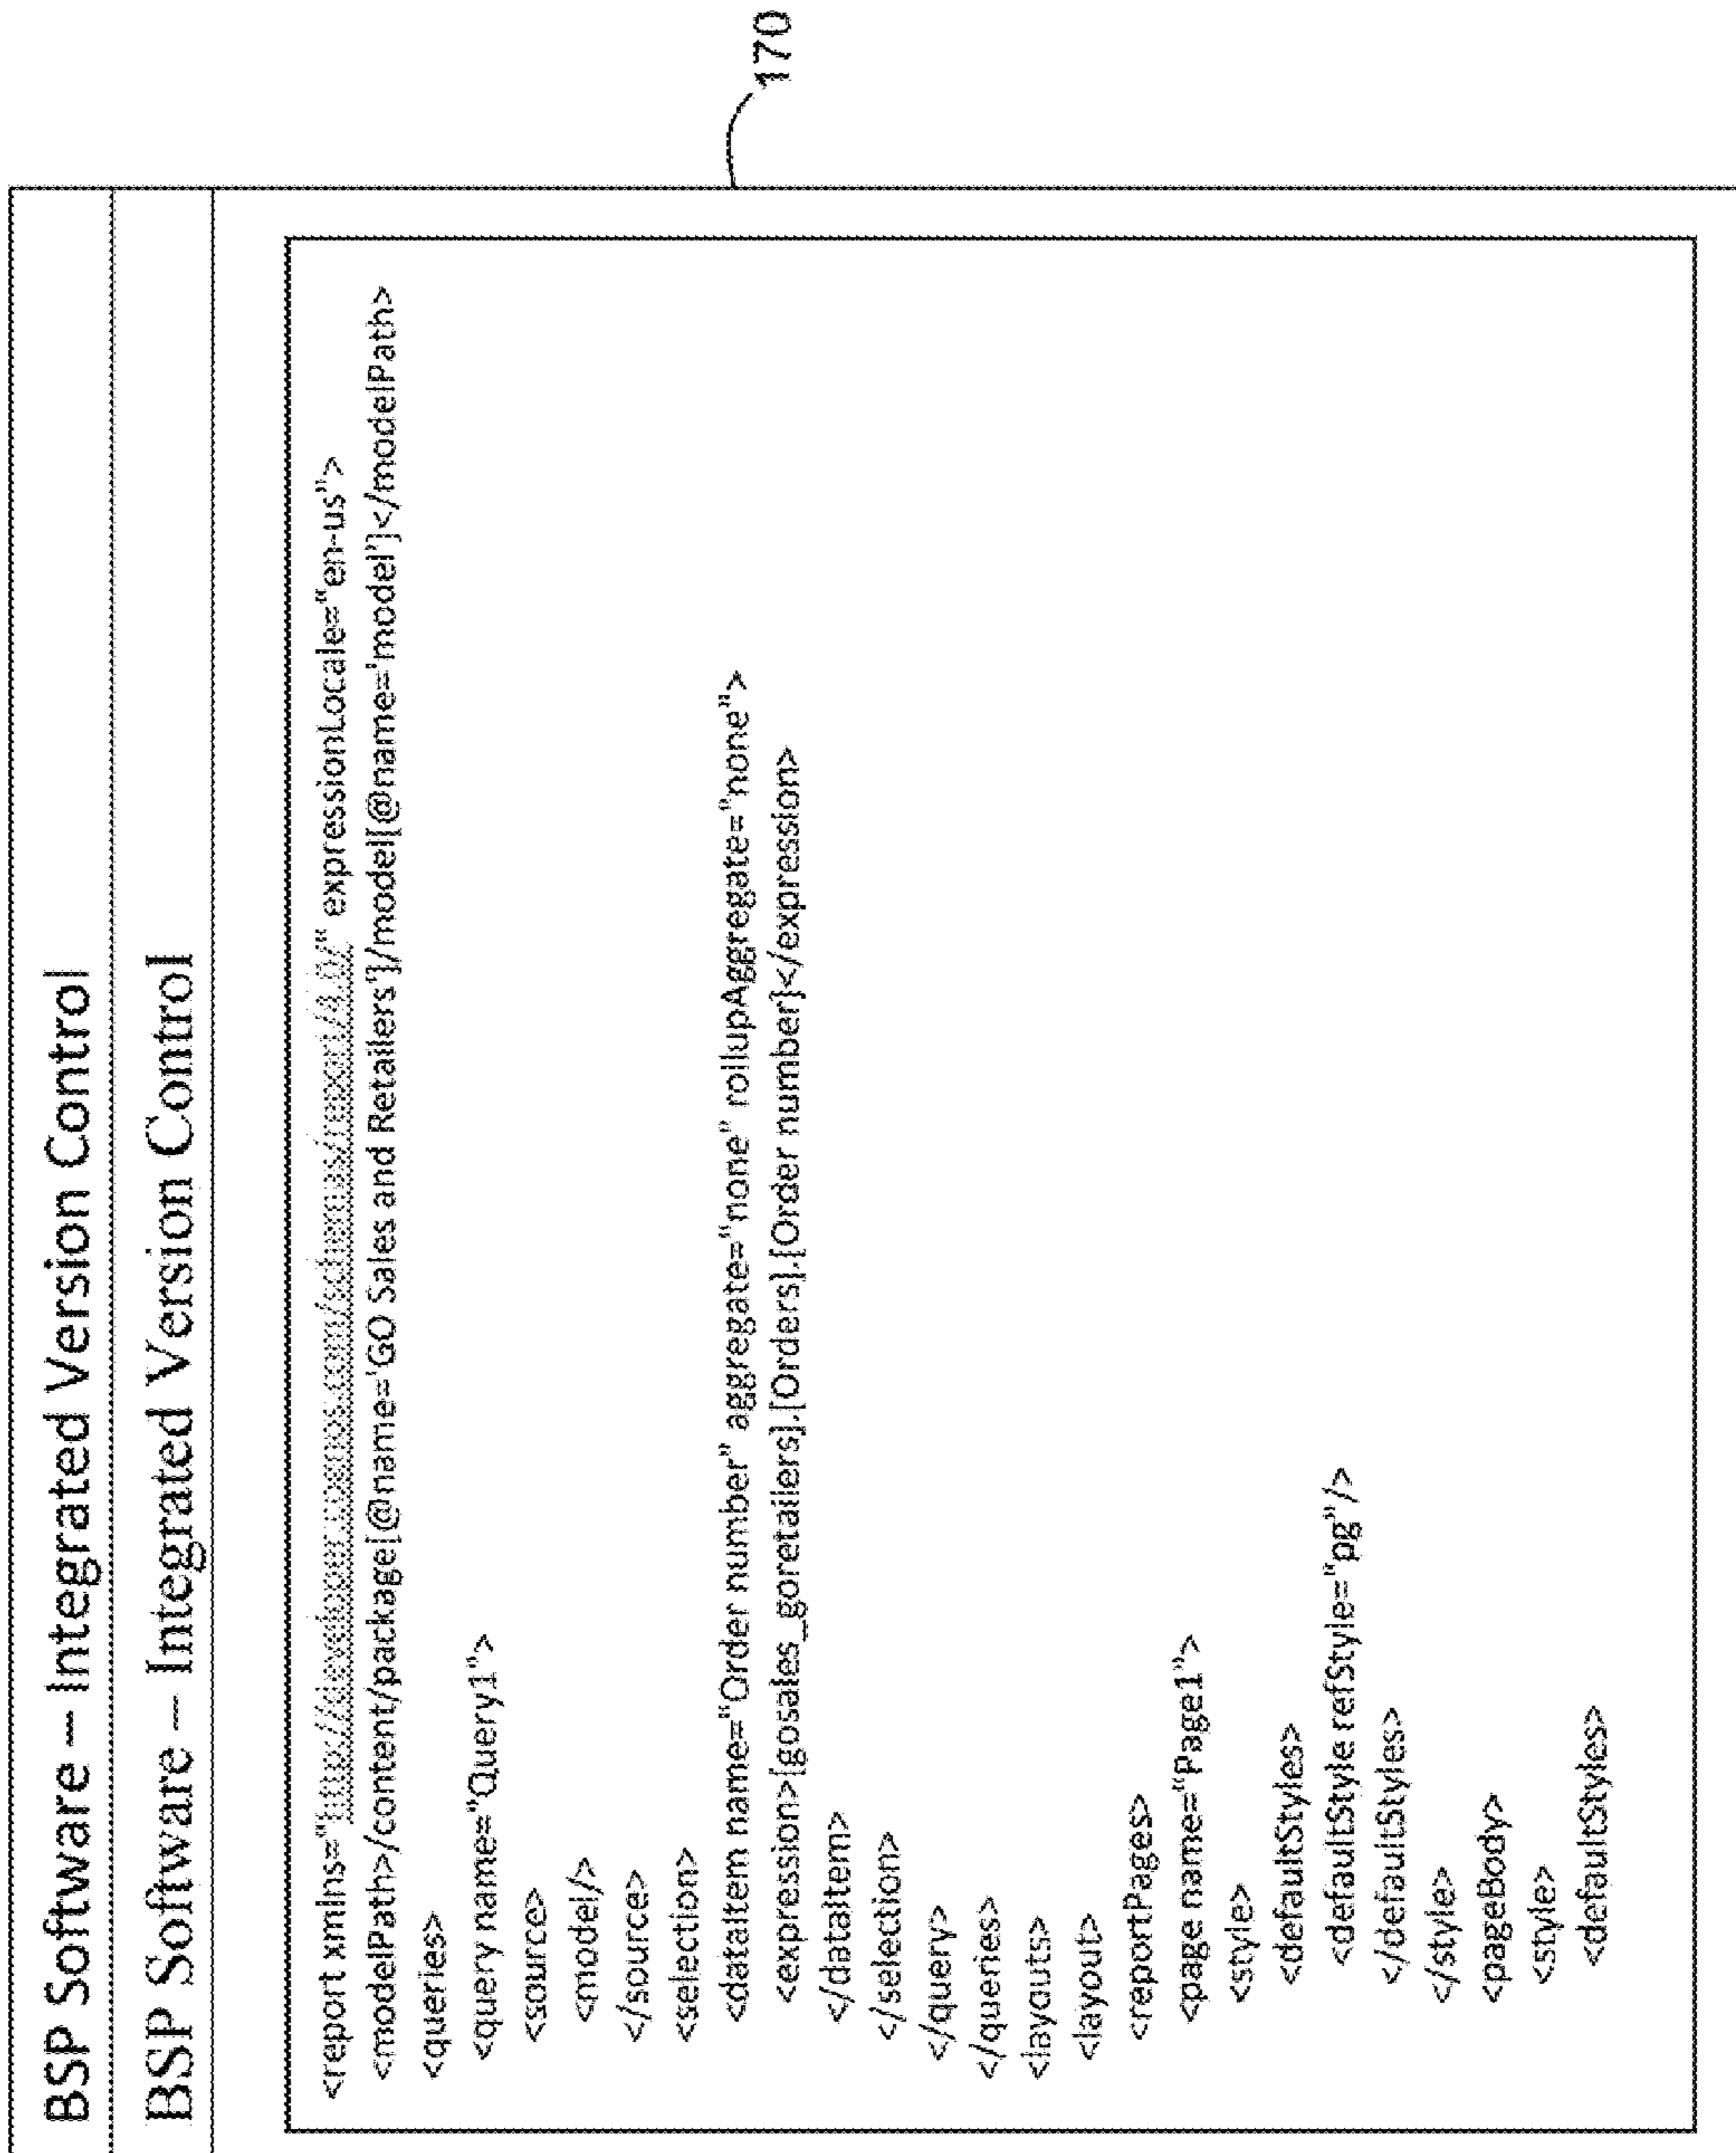 BSP Software – Integrated Version Control
BSP Software – Integrated Version Control
<report xmlns="http://developer.cognos.com/schemas/report/4.0/" expressionLocale="en-us">
<modelPath>/content/package[@name='GO Sales and Retailers']/model[@name='model']</modelPath>
<queries>
<query name="Query1">
<source>
<model/>
</source>
<selection>
<dataItem name="Order number" aggregate="none" rollupAggregate="none">
<expression>[gosales_goretailers].[Orders].[Order number]</expression>
</dataItem>
</selection>
</query>
</queries>
<layouts>
<layout>
<reportPages>
<page name="Page1">
<style>
<defaultStyles>
<defaultStyle refStyle="pg"/>
</defaultStyles>
</style>
<pageBody>
<style>
<defaultStyles>
170